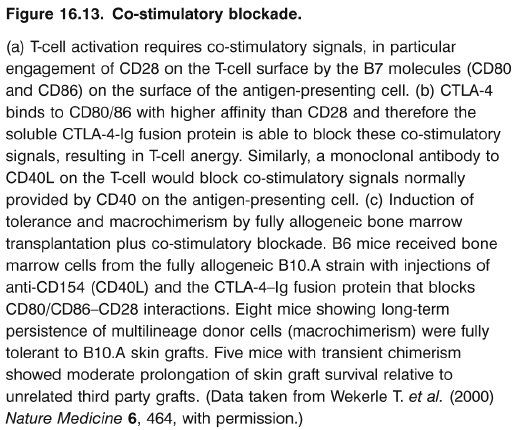 Figure 16.13. Co-stimulatory blockade.
(a) T-cell activation requires co-stimulatory signals, in particular
engagement of CD28 on the T-cell surface by the B7 molecules (CD80
and CD86) on the surface of the antigen-presenting cell. (b) CTLA-4
binds to CD80/86 with higher affinity than CD28 and therefore the
soluble CTLA-4-Ig fusion protein is able to block these co-stimulatory
signals, resulting in T-cell anergy. Similarly, a monoclonal antibody to
CD40L on the T-cell would block co-stimulatory signals normally
provided by CD40 on the antigen-presenting cell. (c) Induction of
tolerance and macrochimerism by fully allogeneic bone marrow
transplantation plus co-stimulatory blockade. B6 mice received bone
marrow cells from the fully allogeneic B10.A strain with injections of
anti-CD154 (CD40L) and the CTLA-4–Ig fusion protein that blocks
CD80/CD86–CD28 interactions. Eight mice showing long-term
persistence of multilineage donor cells (macrochimerism) were fully
tolerant to B10.A skin grafts. Five mice with transient chimerism
showed moderate prolongation of skin graft survival relative to
unrelated third party grafts. (Data taken from Wekerle T. et al. (2000)
Nature Medicine 6, 464, with permission.)